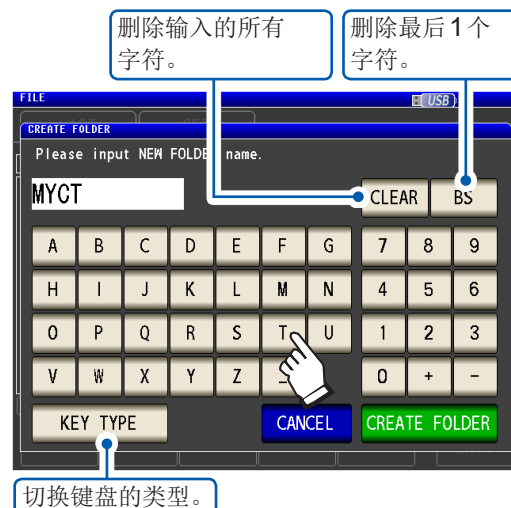 删除输入的所有
字符。
删除最后1个
字符。
FILE
USB
CREATE FOLDER
Please input NEW FOLDE name.
MYCT
CLEAR BS
A B C D E F G 7 8 9
H I J K L M N 4 5 6
O P Q R S T U 1 2 3
V W X Y Z 0 + -
KEY TYPE CANCEL CREATE FOLDER
切换键盘的类型。